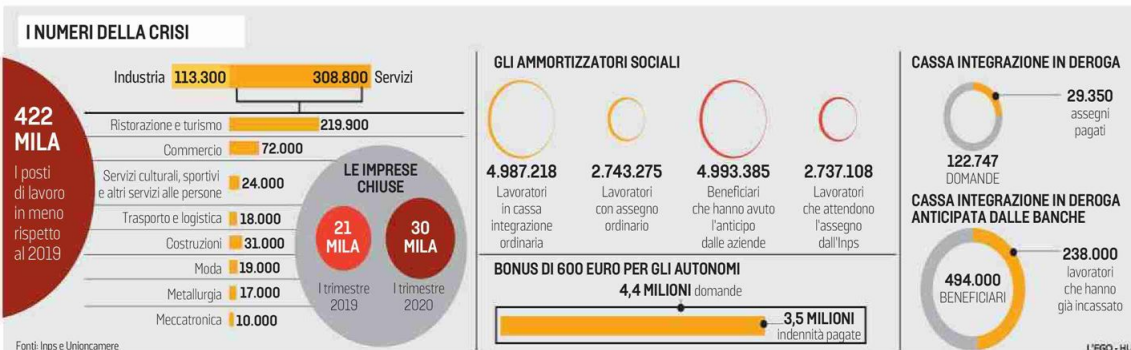 I NUMERI DELLA CRISI
422
MILA
I posti
di lavoro
in meno
rispetto
al 2019
Industria 113.300 308.800 Servizi
Ristorazione e turismo 219.900
Commercio 72.000
Servizi culturali, sportivi
e altri servizi alle persone 24.000
Trasporto e logistica 18.000
Costruzioni 31.000
Moda 19.000
Metallurgia 17.000
Meccatronica 10.000
LE IMPRESE
CHIUSE
21
MILA
I trimestre
2019
30
MILA
I trimestre
2020
Fonti: Inps e Unioncamere
GLI AMMORTIZZATORI SOCIALI
4.987.218
Lavoratori
in cassa
integrazione
ordinaria
2.743.275
Lavoratori
con assegno
ordinario
4.993.385
Beneficiari
che hanno avuto
l'anticipo
dalle aziende
2.737.108
Lavoratori
che attendono
l'assegno
dall'Inps
BONUS DI 600 EURO PER GLI AUTONOMI
4,4 MILIONI domande
3,5 MILIONI
indennità pagate
CASSA INTEGRAZIONE IN DEROGA
29.350
assegni
pagati
122.747
DOMANDE
CASSA INTEGRAZIONE IN DEROGA
ANTICIPATA DALLE BANCHE
494.000
BENEFICIARI
238.000
lavoratori
che hanno
già incassato
L'EGO - HUB